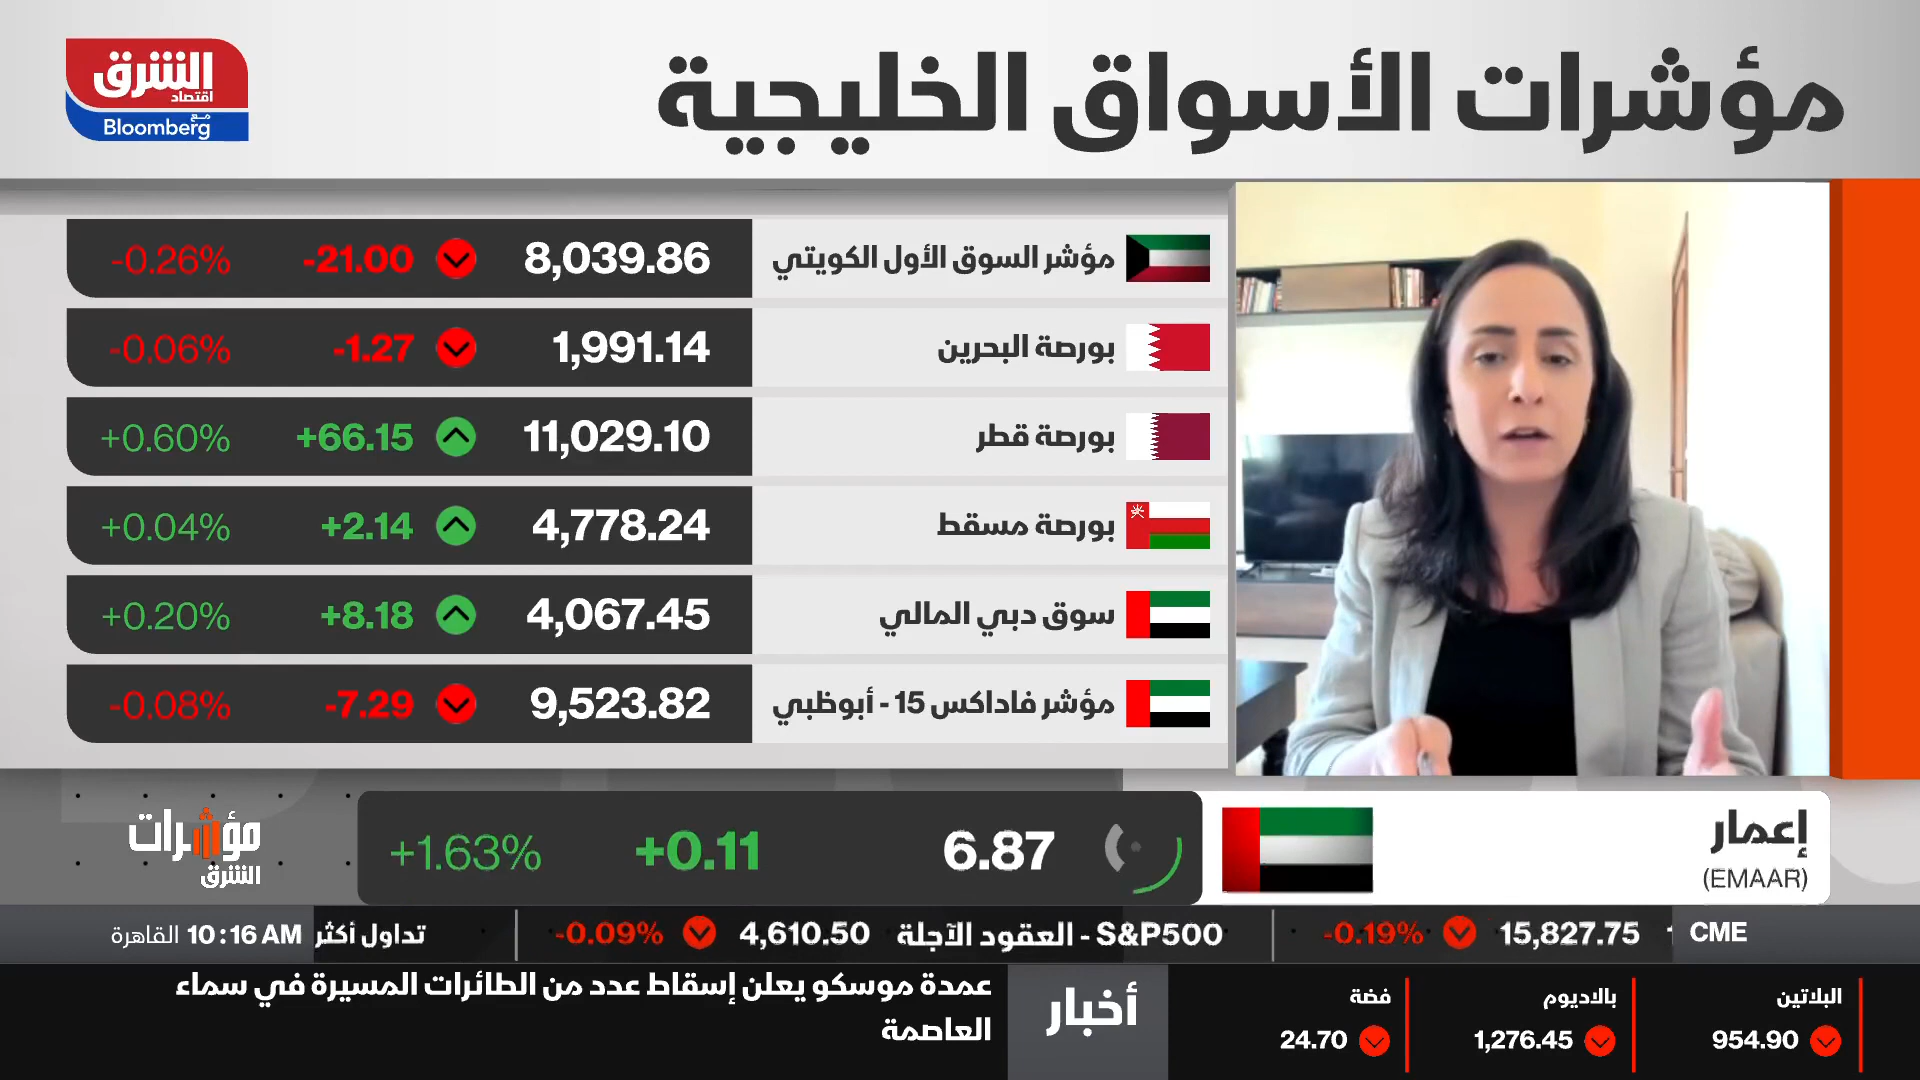 مؤشرات الأسواق الخليجية
الشرق
اقتصاد
مع
Bloomberg
مؤشر السوق الأول الكويتي 8,039.86 -21.00 -0.26%
بورصة البحرين 1,991.14 -1.27 -0.06%
بورصة قطر 11,029.10 +66.15 +0.60%
بورصة مسقط 4,778.24 +2.14 +0.04%
سوق دبي المالي 4,067.45 +8.18 +0.20%
مؤشر فاداكس 15 - أبوظبي 9,523.82 -7.29 -0.08%
إعمار
(EMAAR)
6.87 +0.11 +1.63%
مؤشرات
الشرق
CME 15,827.75 -0.19% S&P500 - العقود الآجلة 4,610.50 -0.09% تداول أكثر
10:16 AM القاهرة
البلاتين
954.90
بالاديوم
1,276.45
فضة
24.70
أخبار
عمدة موسكو يعلن إسقاط عدد من الطائرات المسيرة في سماء
العاصمة